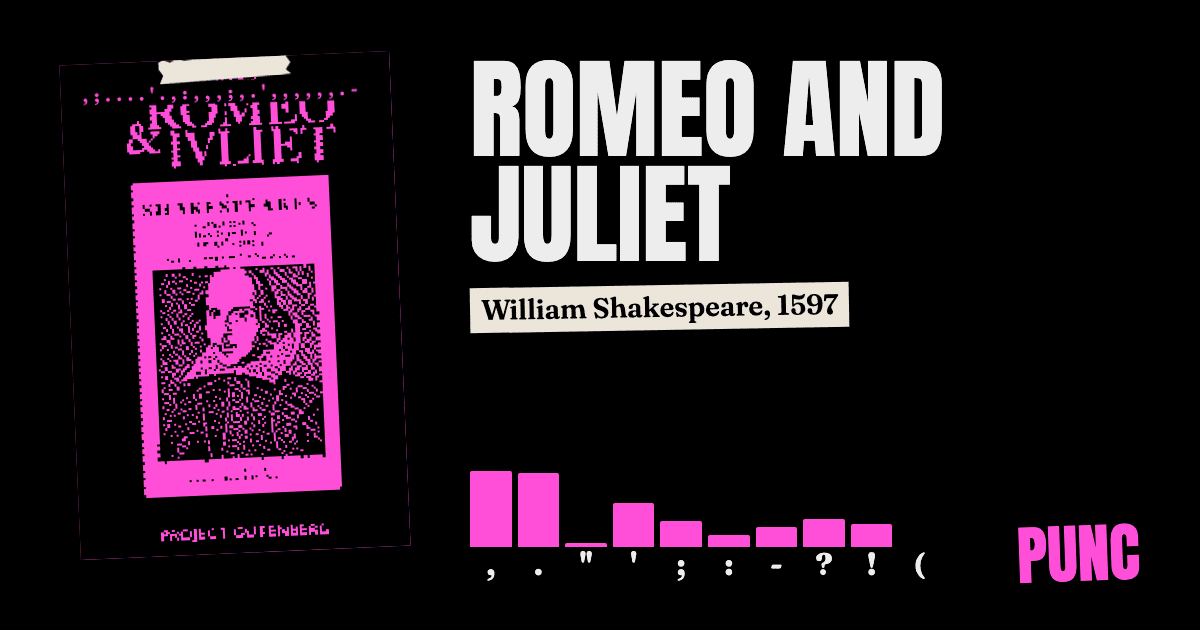 ,;....'.,:,,,;,.',,,,,,.-
ROMEO
& IVLIET
SHAKESPEARES
PROJECT GUTENBERG
ROMEO AND
JULIET
William Shakespeare, 1597
, . " ' ; : - ? ! (
PUNC